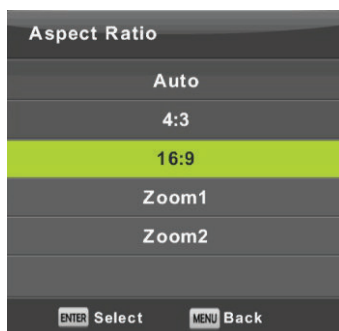 Aspect Ratio
Auto
4:3
16:9
Zoom1
Zoom2
ENTER Select MENU Back